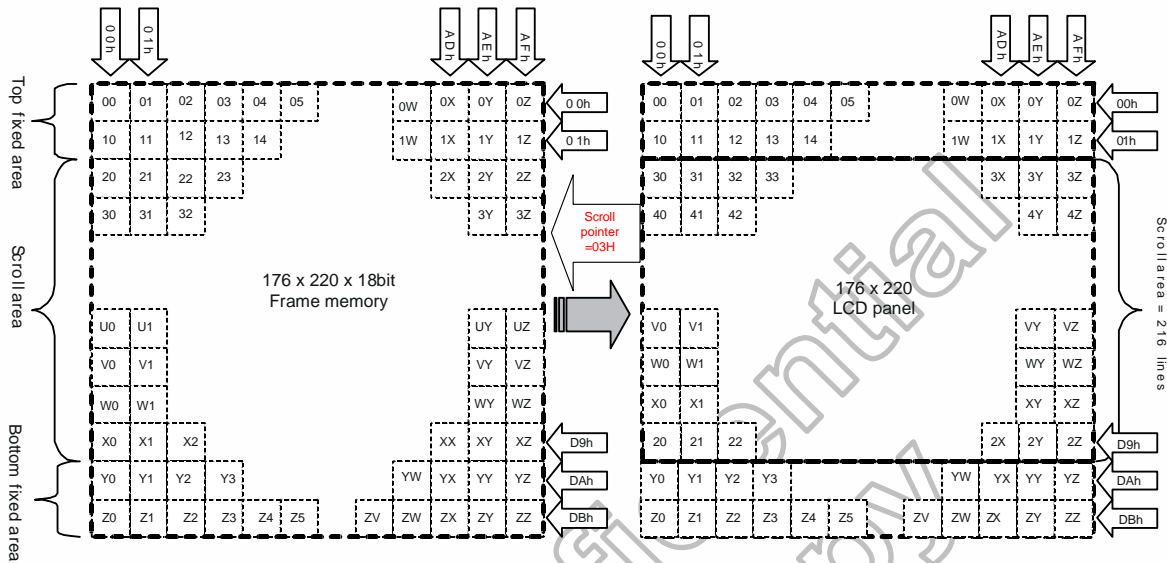 00h 01h ADh AEh AFh 00h 01h ADh AEh AFh
Top fixed area
00 01 02 03 04 05 0W 0X 0Y 0Z 00h 00 01 02 03 04 05 0W 0X 0Y 0Z 00h
10 11 12 13 14 1W 1X 1Y 1Z 01h 10 11 12 13 14 1W 1X 1Y 1Z 01h
20 21 22 23 2X 2Y 2Z 30 31 32 33 3X 3Y 3Z
30 31 32 3Y 3Z 40 41 42 4Y 4Z
Scroll area
Scroll
pointer
=03H
176 x 220 x 18bit
Frame memory
176 x 220
LCD panel
Scroll area = 216 lines
U0 U1 UY UZ V0 V1 VY VZ
V0 V1 VY VZ W0 W1 WY WZ
W0 W1 WY WZ X0 X1 XY XZ
X0 X1 X2 XX XY XZ D9h 20 21 22 2X 2Y 2Z D9h
Bottom fixed area
Y0 Y1 Y2 Y3 YW YX YY YZ DAh Y0 Y1 Y2 Y3 YW YX YY YZ DAh
Z0 Z1 Z2 Z3 Z4 Z5 ZV ZW ZX ZY ZZ DBh Z0 Z1 Z2 Z3 Z4 Z5 ZV ZW ZX ZY ZZ DBh